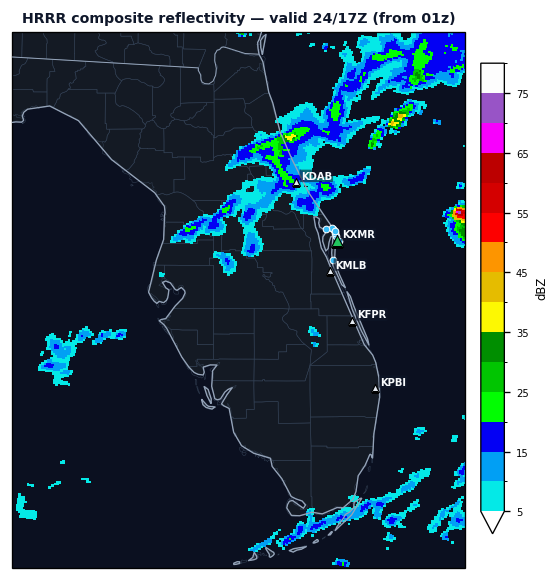 HRRR composite reflectivity — valid 24/17Z (from 01z)
KDAB
KXMR
KMLB
KFPR
KPBI
75
65
55
45
35
25
15
5
dBZ